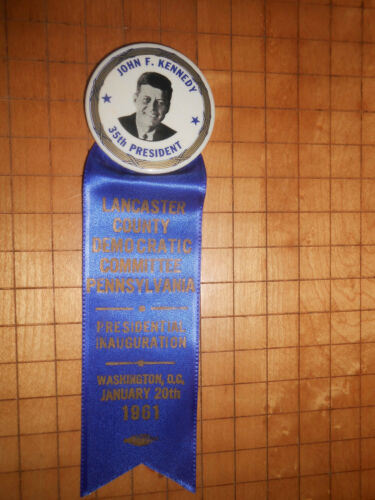 JOHN F. KENNEDY
35th PRESIDENT
LANCASTER
COUNTY
DEMOCRATIC
COMMITTEE
PENNSYLVANIA
PRESIDENTIAL
INAUGURATION
WASHINGTON, D.C.
JANUARY 20th
1961